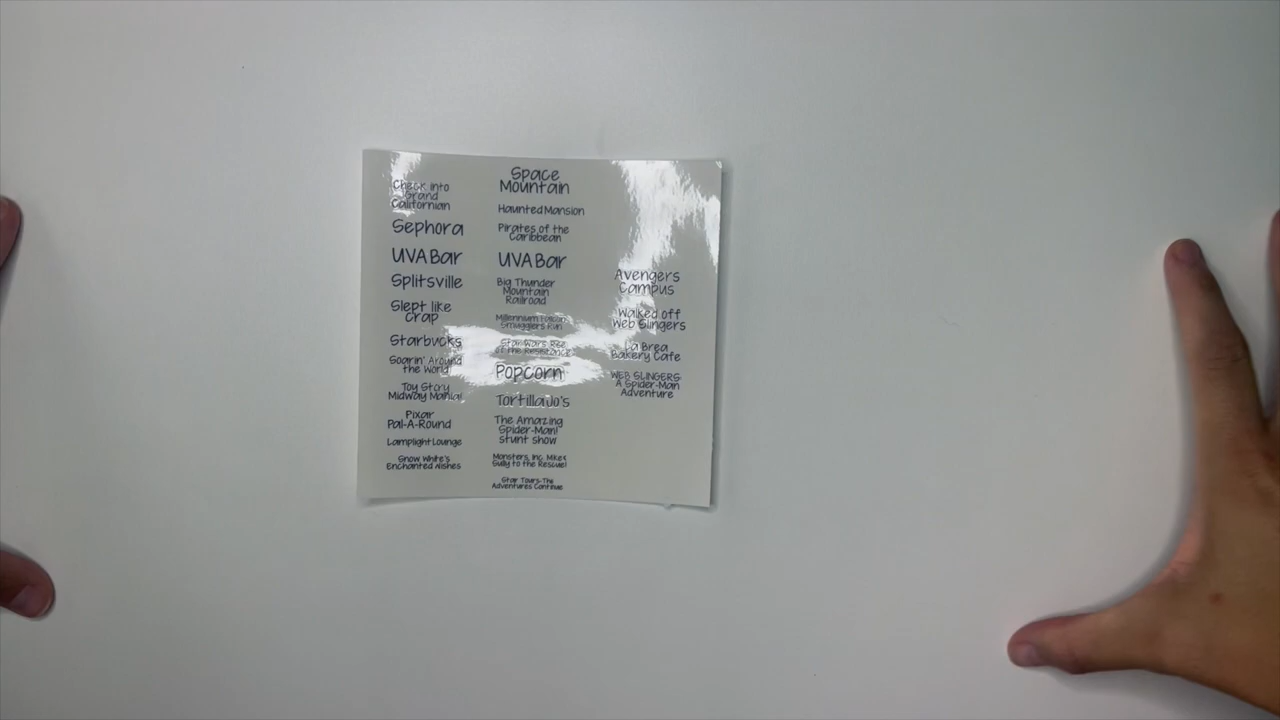 Check into
Grand
Californian
Sephora
UVA Bar
Splitsville
Slept like
crap
Starbucks
Soarin' Around
the World
Toy Story
Midway Mania!
Pixar
Pal-A-Round
Lamplight Lounge
Snow White's
Enchanted Wishes
Space
Mountain
Haunted Mansion
Pirates of the
Caribbean
UVA Bar
Big Thunder
Mountain
Railroad
Millennium Falcon
Smugglers Run
Star Wars: Rise
of the Resistance
Popcorn
Tortilla Jo's
The Amazing
Spider-Man!
stunt show
Monsters, Inc. Mike &
Sully to the Rescue!
Star Tours-The
Adventures Continue
Avengers
Campus
Walked off
Web Slingers
La Brea
Bakery Cafe
WEB SLINGERS:
A Spider-Man
Adventure